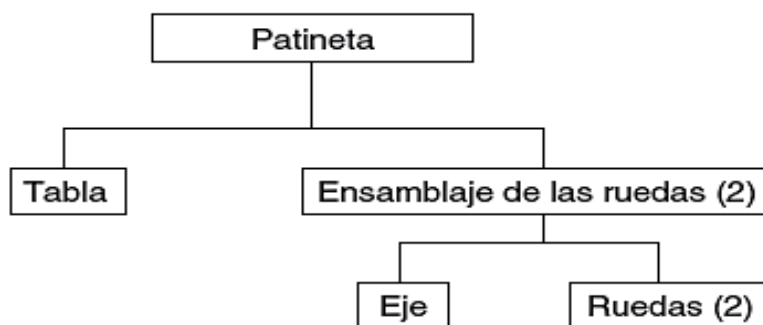 Patineta
Tabla
Ensamblaje de las ruedas (2)
Eje
Ruedas (2)